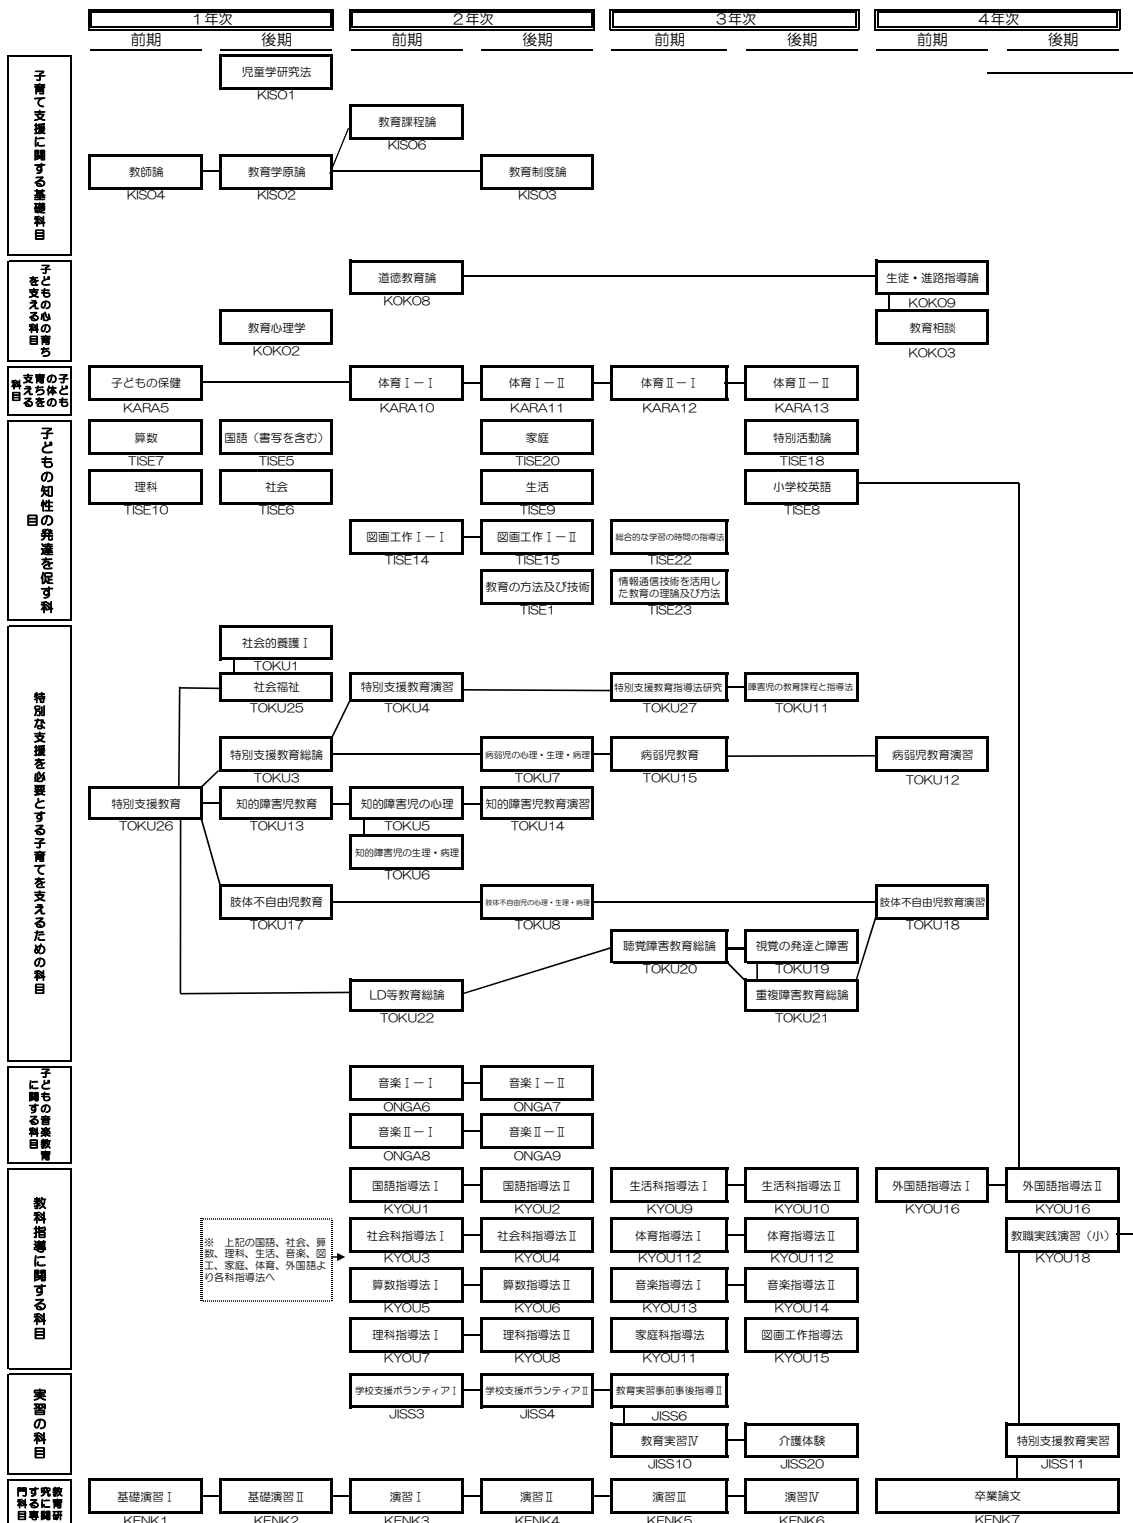 1年次 2年次 3年次 4年次
前期 後期 前期 後期 前期 後期 前期 後期
子育て支援に関する基礎科目
児童学研究法
KISO1
教育課程論
KISO6
教師論 教育学原論 教育制度論
KISO4 KISO2 KISO3
子どもの心の育ち
を支える科目
道徳教育論 生徒・進路指導論
KOKO8 KOKO9
教育心理学 教育相談
KOKO2 KOKO3
子ども
の体の
育ちを
支える
科目
子どもの保健 体育Ⅰ－Ⅰ 体育Ⅰ－Ⅱ 体育Ⅱ－Ⅰ 体育Ⅱ－Ⅱ
KARA5 KARA10 KARA11 KARA12 KARA13
子どもの知性の発達を促す科
目
算数 国語（書写を含む） 家庭 特別活動論
TISE7 TISE5 TISE20 TISE18
理科 社会 生活 小学校英語
TISE10 TISE6 TISE9 TISE8
図画工作Ⅰ－Ⅰ 図画工作Ⅰ－Ⅱ 総合的な学習の時間の指導法
TISE14 TISE15 TISE22
教育の方法及び技術 情報通信技術を活用し
た教育の理論及び方法
TISE1 TISE23
特別な支援を必要とする子育てを支えるための科目
社会的養護Ⅰ
TOKU1
社会福祉 特別支援教育演習 特別支援教育指導法研究 障害児の教育課程と指導法
TOKU25 TOKU4 TOKU27 TOKU11
特別支援教育総論 病弱児の心理・生理・病理 病弱児教育 病弱児教育演習
TOKU3 TOKU7 TOKU15 TOKU12
特別支援教育 知的障害児教育 知的障害児の心理 知的障害児教育演習
TOKU26 TOKU13 TOKU5 TOKU14
知的障害児の生理・病理
TOKU6
肢体不自由児教育 肢体不自由児の心理・生理・病理 肢体不自由児教育演習
TOKU17 TOKU8 TOKU18
聴覚障害教育総論 視覚の発達と障害
TOKU20 TOKU19
LD等教育総論 重複障害教育総論
TOKU22 TOKU21
子どもの音楽教育
に関する科目
音楽Ⅰ－Ⅰ 音楽Ⅰ－Ⅱ
ONGA6 ONGA7
音楽Ⅱ－Ⅰ 音楽Ⅱ－Ⅱ
ONGA8 ONGA9
教科指導に関する科目
国語指導法Ⅰ 国語指導法Ⅱ 生活科指導法Ⅰ 生活科指導法Ⅱ 外国語指導法Ⅰ 外国語指導法Ⅱ
KYOU1 KYOU2 KYOU9 KYOU10 KYOU16 KYOU16
※　上記の国語、社会、算
数、理科、生活、音楽、図
工、家庭、体育、外国語よ
り各科指導法へ
社会科指導法Ⅰ 社会科指導法Ⅱ 体育指導法Ⅰ 体育指導法Ⅱ 教職実践演習（小）
KYOU3 KYOU4 KYOU112 KYOU112 KYOU18
算数指導法Ⅰ 算数指導法Ⅱ 音楽指導法Ⅰ 音楽指導法Ⅱ
KYOU5 KYOU6 KYOU13 KYOU14
理科指導法Ⅰ 理科指導法Ⅱ 家庭科指導法 図画工作指導法
KYOU7 KYOU8 KYOU11 KYOU15
実習の科目
学校支援ボランティアⅠ 学校支援ボランティアⅡ 教育実習事前事後指導Ⅱ
JISS3 JISS4 JISS6
教育実習Ⅳ 介護体験 特別支援教育実習
JISS10 JISS20 JISS11
教育研
究に関
する専
門科目
基礎演習Ⅰ 基礎演習Ⅱ 演習Ⅰ 演習Ⅱ 演習Ⅲ 演習Ⅳ 卒業論文
KENK1 KENK2 KENK3 KENK4 KENK5 KENK6 KENK7